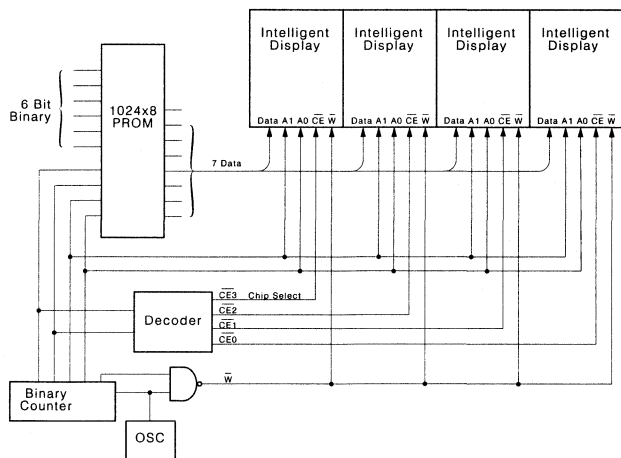 Intelligent Display
Intelligent Display
Intelligent Display
Intelligent Display
Data A1 A0 CE W
Data A1 A0 CE W
Data A1 A0 CE W
Data A1 A0 CE W
6 Bit
Binary
1024x8
PROM
7 Data
Decoder
CE3 Chip Select
CE2
CE1
CE0
W
Binary
Counter
OSC